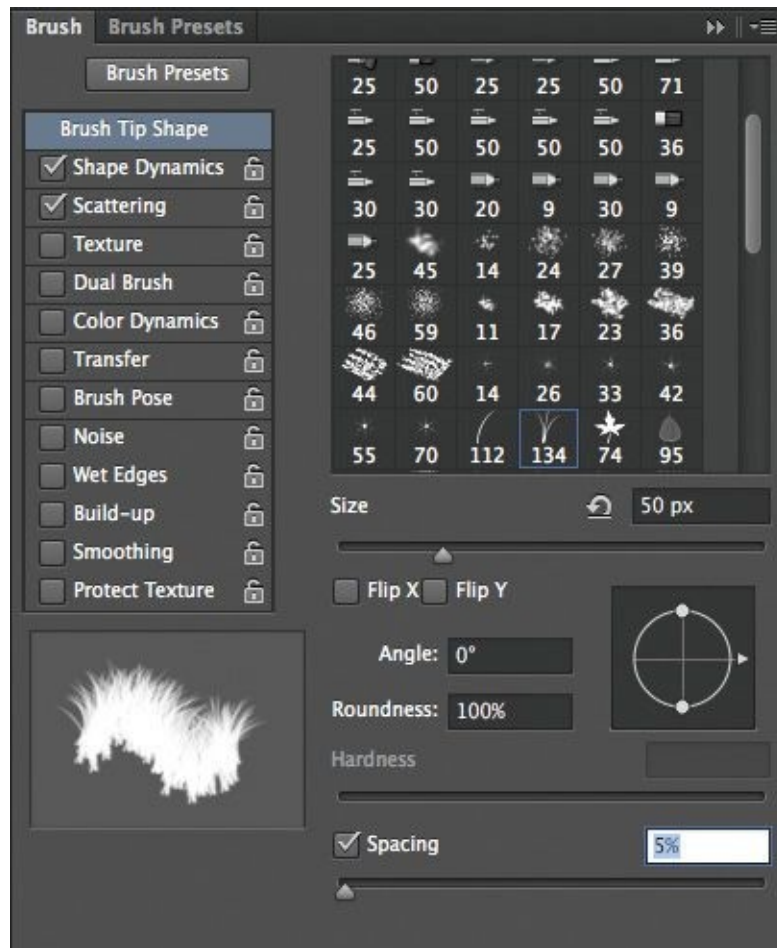 Brush Brush Presets
Brush Presets
Brush Tip Shape
Shape Dynamics
Scattering
Texture
Dual Brush
Color Dynamics
Transfer
Brush Pose
Noise
Wet Edges
Build-up
Smoothing
Protect Texture
25 50 25 25 50 71
25 50 50 50 50 36
30 30 20 9 30 9
25 45 14 24 27 39
46 59 11 17 23 36
44 60 14 26 33 42
55 70 112 134 74 95
Size 50 px
Flip X Flip Y
Angle: 0°
Roundness: 100%
Hardness
Spacing 5%